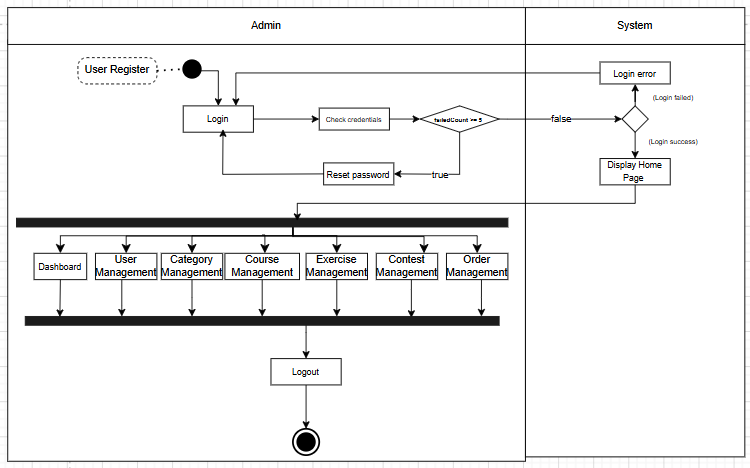 Admin
System
User Register
Login error
(Login failed)
Login
Check credentials
failedCount >= 5
false
(Login success)
Display Home
Page
Reset password
true
Dashboard
User
Management
Category
Management
Course
Management
Exercise
Management
Contest
Management
Order
Management
Logout